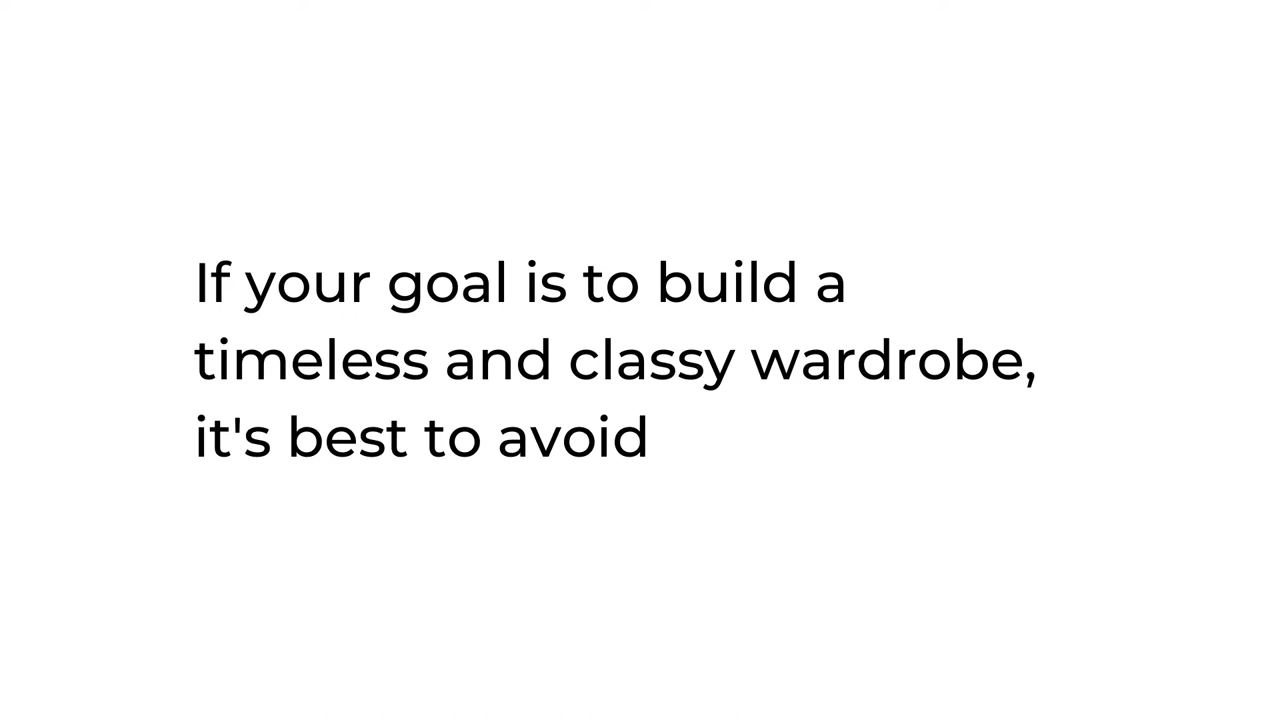 If your goal is to build a
timeless and classy wardrobe,
it's best to avoid